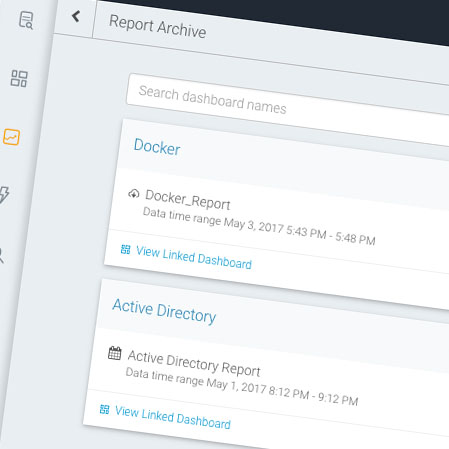 Report Archive
Search dashboard names
Docker
Docker_Report
Data time range May 3, 2017 5:43 PM - 5:48 PM
View Linked Dashboard
Active Directory
Active Directory Report
Data time range May 1, 2017 8:12 PM - 9:12 PM
View Linked Dashboard